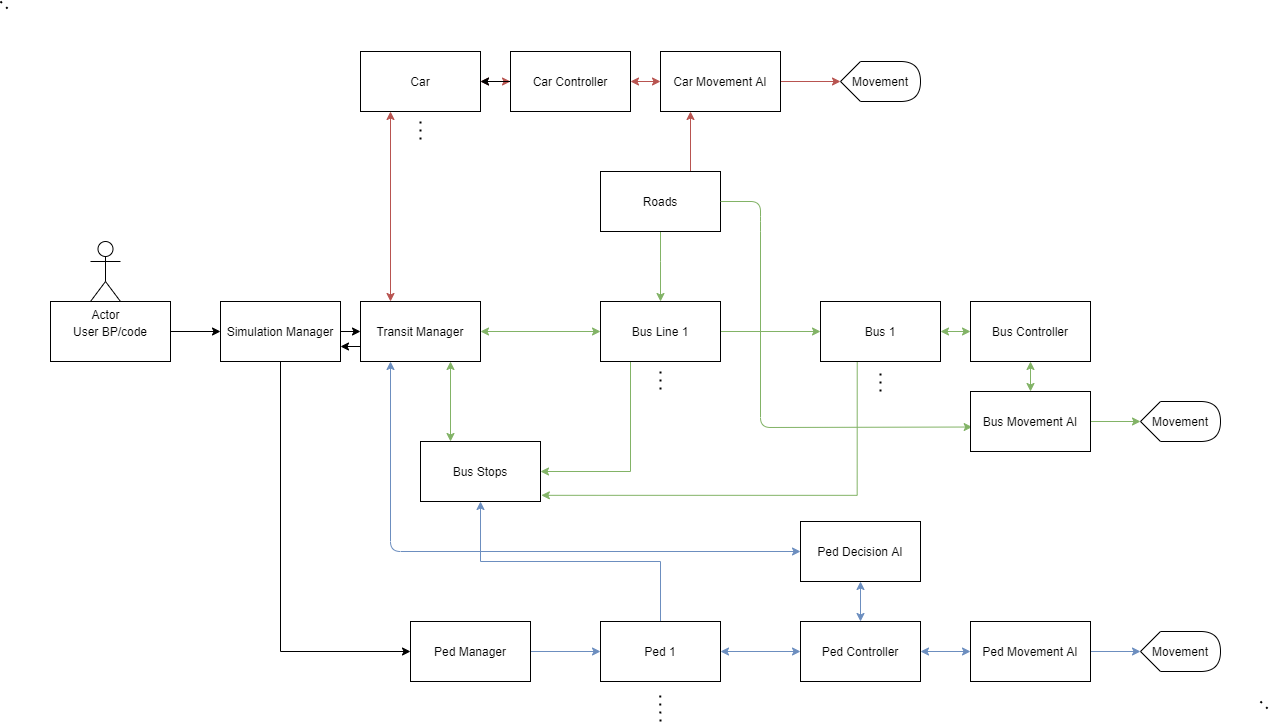 Car
Car Controller
Car Movement AI
Movement
Roads
Actor
User BP/code
Simulation Manager
Transit Manager
Bus Line 1
Bus 1
Bus Controller
Bus Movement AI
Movement
Bus Stops
Ped Decision AI
Ped Manager
Ped 1
Ped Controller
Ped Movement AI
Movement